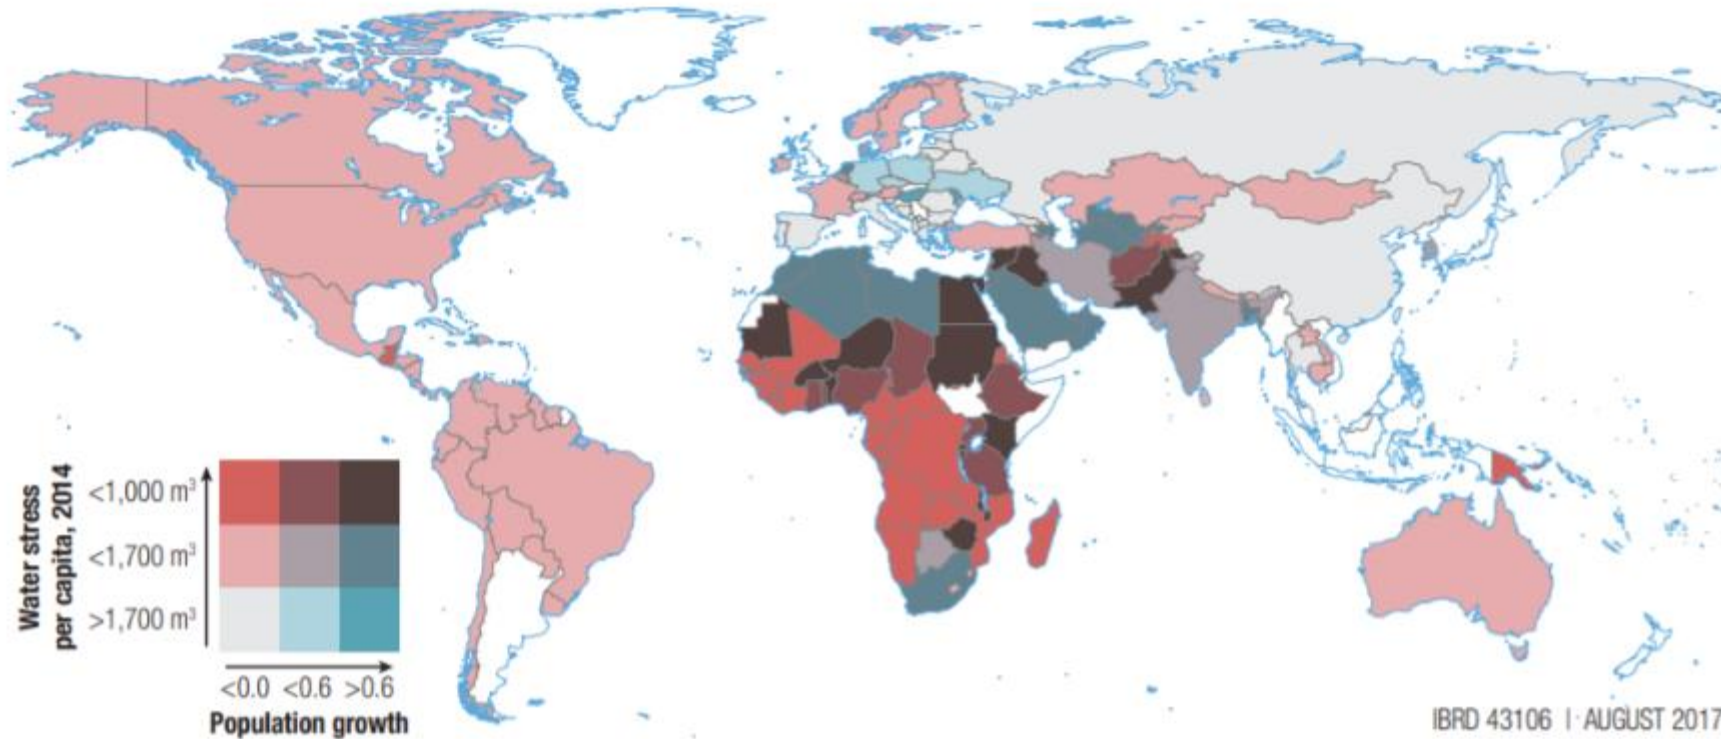 Water stress
per capita, 2014
<1,000 m³
<1,700 m³
>1,700 m³
<0.0 <0.6 >0.6
Population growth
IBRD 43106 | AUGUST 2017